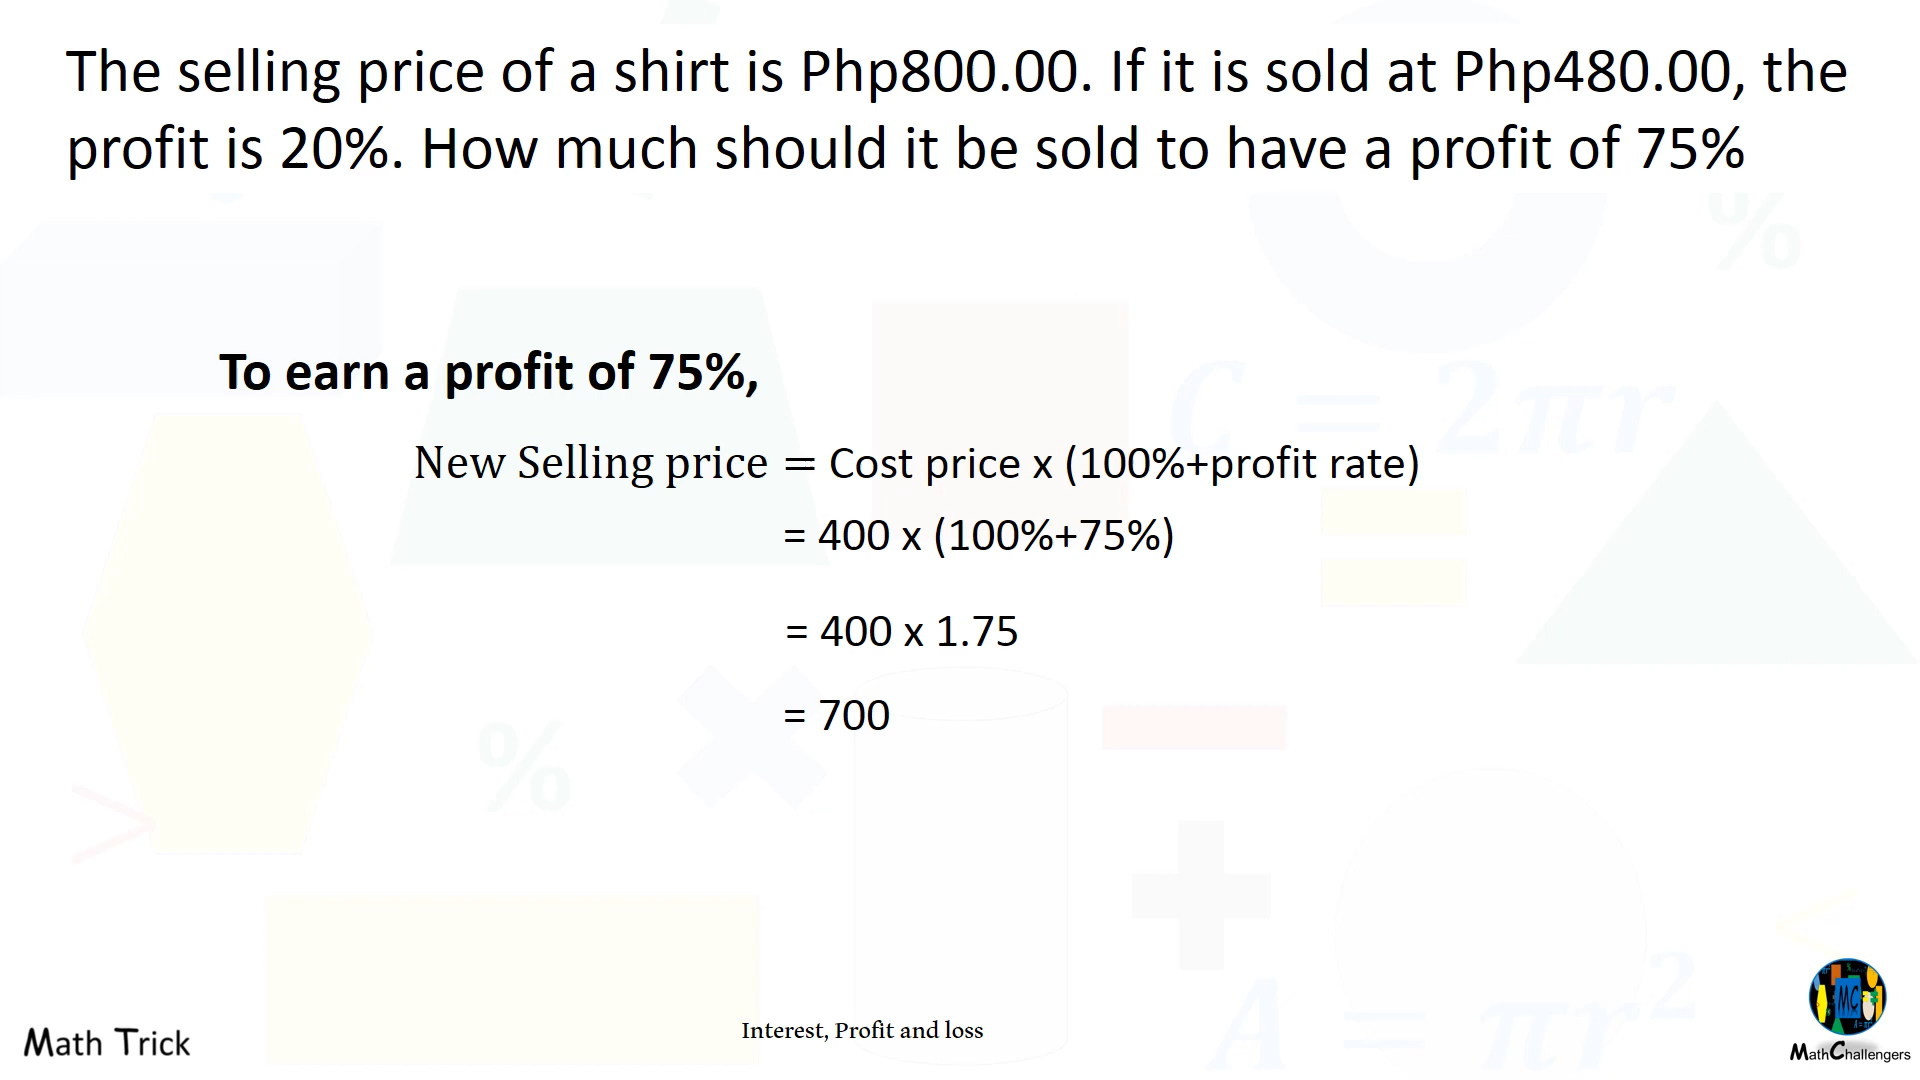 The selling price of a shirt is Php800.00. If it is sold at Php480.00, the
profit is 20%. How much should it be sold to have a profit of 75%
%
To earn a profit of 75%,
C = 2πr
New Selling price = Cost price x (100%+profit rate)
= 400 x (100%+75%)
= 400 x 1.75
= 700
%
>
<
A = πr²
MC
Math Trick
Interest, Profit and loss
MathChallengers